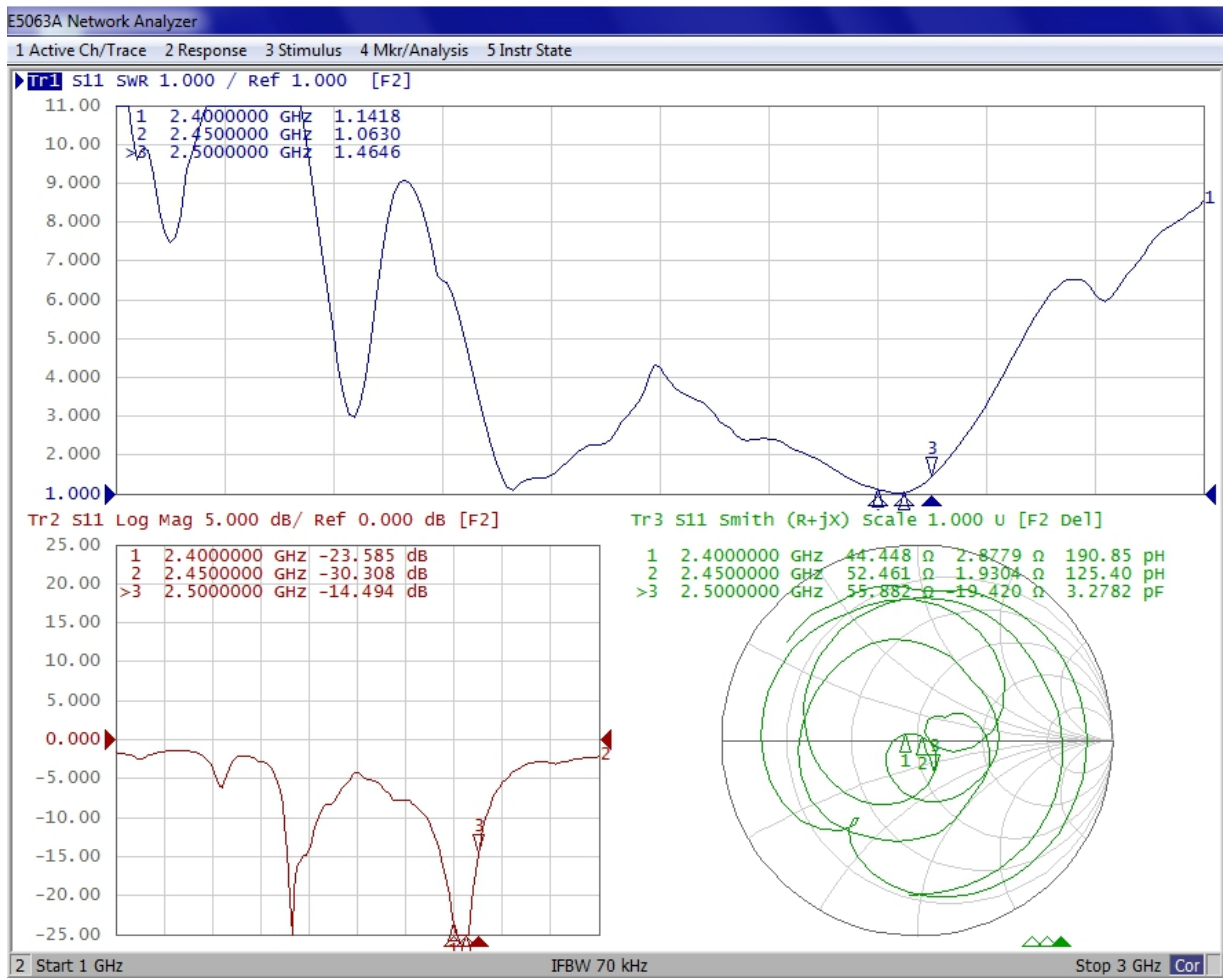 E5063A Network Analyzer
1 Active Ch/Trace 2 Response 3 Stimulus 4 Mkr/Analysis 5 Instr State
Tr1 S11 SWR 1.000 / Ref 1.000 [F2]
11.00
10.00
9.000
8.000
7.000
6.000
5.000
4.000
3.000
2.000
1.000
1 2.4000000 GHz 1.1418
2 2.4500000 GHz 1.0630
>3 2.5000000 GHz 1.4646
1
3
Tr2 S11 Log Mag 5.000 dB/ Ref 0.000 dB [F2]
25.00
20.00
15.00
10.00
5.000
0.000
-5.000
-10.00
-15.00
-20.00
-25.00
1 2.4000000 GHz -23.585 dB
2 2.4500000 GHz -30.308 dB
>3 2.5000000 GHz -14.494 dB
3
2
Tr3 S11 Smith (R+jX) Scale 1.000 U [F2 Del]
1 2.4000000 GHz 44.448 Ω 2.8779 Ω 190.85 pH
2 2.4500000 GHz 52.461 Ω 1.9304 Ω 125.40 pH
>3 2.5000000 GHz 55.882 Ω -19.420 Ω 3.2782 pF
3
1 2
2 Start 1 GHz IFBW 70 kHz Stop 3 GHz Cor